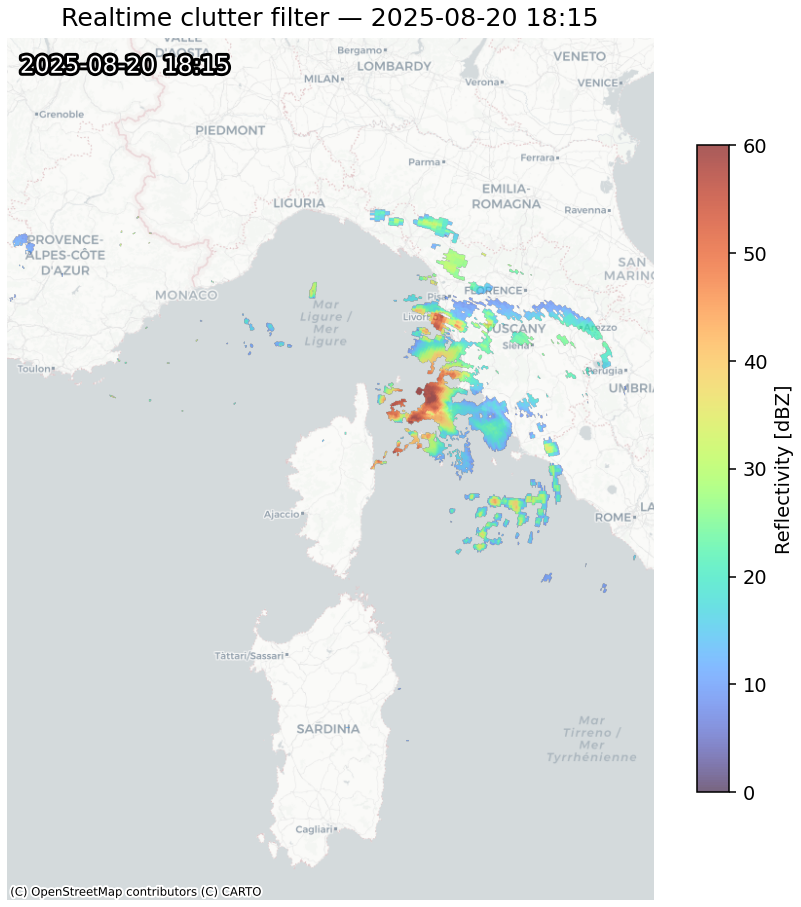 Realtime clutter filter — 2025-08-20 18:15
2025-08-20 18:15
VALLE
D'AOSTA
Bergamo
LOMBARDY
VENETO
MILAN
Verona
VENICE
Grenoble
PIEDMONT
Parma
Ferrara
EMILIA-
ROMAGNA
LIGURIA
Ravenna
PROVENCE-
ALPES-CÔTE
D'AZUR
SAN
MARINO
MONACO
Pisa
FLORENCE
Mar
Ligure /
Mer
Ligure
Livorn
TUSCANY
Arezzo
Siena
Toulon
Perugia
UMBRIA
Ajaccio
LA
ROME
Tattari/Sassari
SARDINIA
Mar
Tirreno /
Mer
Tyrrhénienne
Cagliari
(C) OpenStreetMap contributors (C) CARTO
60
50
40
30
20
10
0
Reflectivity [dBZ]